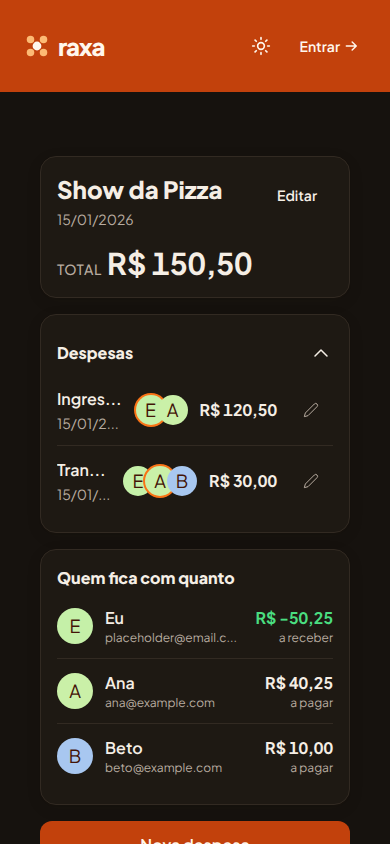 raxa
Entrar →
Show da Pizza
Editar
15/01/2026
TOTAL R$ 150,50
Despesas
Ingres... E A R$ 120,50
15/01/2...
Tran... E A B R$ 30,00
15/01/...
Quem fica com quanto
E Eu R$ -50,25
placeholder@email.c... a receber
A Ana R$ 40,25
ana@example.com a pagar
B Beto R$ 10,00
beto@example.com a pagar
Nova despesa